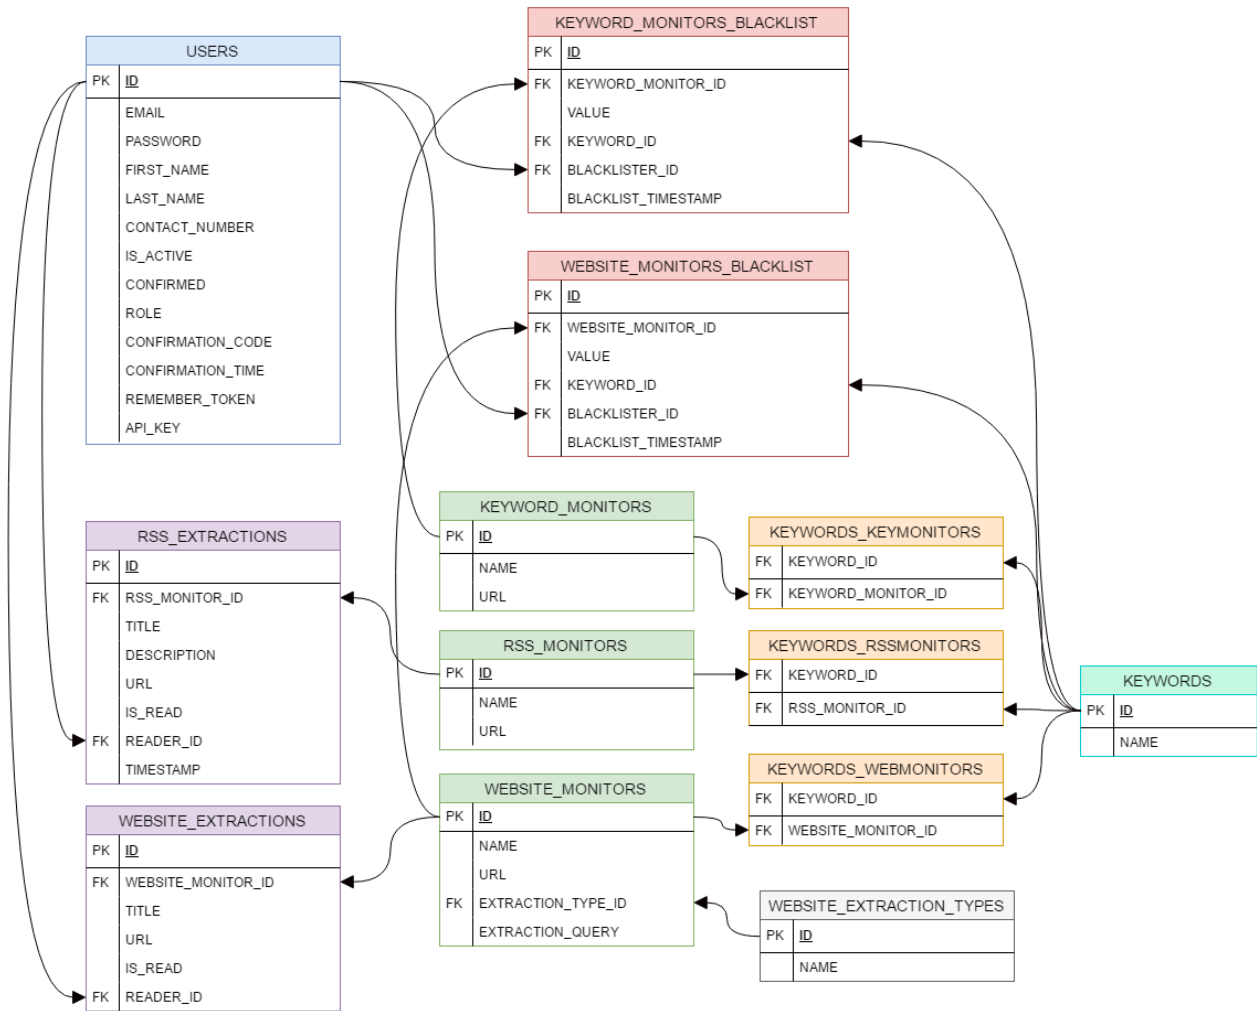 USERS
PK ID
EMAIL
PASSWORD
FIRST_NAME
LAST_NAME
CONTACT_NUMBER
IS_ACTIVE
CONFIRMED
ROLE
CONFIRMATION_CODE
CONFIRMATION_TIME
REMEMBER_TOKEN
API_KEY
KEYWORD_MONITORS_BLACKLIST
PK ID
FK KEYWORD_MONITOR_ID
VALUE
FK KEYWORD_ID
FK BLACKLISTER_ID
BLACKLIST_TIMESTAMP
WEBSITE_MONITORS_BLACKLIST
PK ID
FK WEBSITE_MONITOR_ID
VALUE
FK KEYWORD_ID
FK BLACKLISTER_ID
BLACKLIST_TIMESTAMP
RSS_EXTRACTIONS
PK ID
FK RSS_MONITOR_ID
TITLE
DESCRIPTION
URL
IS_READ
FK READER_ID
TIMESTAMP
WEBSITE_EXTRACTIONS
PK ID
FK WEBSITE_MONITOR_ID
TITLE
URL
IS_READ
FK READER_ID
KEYWORD_MONITORS
PK ID
NAME
URL
RSS_MONITORS
PK ID
NAME
URL
WEBSITE_MONITORS
PK ID
NAME
URL
FK EXTRACTION_TYPE_ID
EXTRACTION_QUERY
KEYWORDS_KEYMONITORS
FK KEYWORD_ID
FK KEYWORD_MONITOR_ID
KEYWORDS_RSSMONITORS
FK KEYWORD_ID
FK RSS_MONITOR_ID
KEYWORDS_WEBMONITORS
FK KEYWORD_ID
FK WEBSITE_MONITOR_ID
WEBSITE_EXTRACTION_TYPES
PK ID
NAME
KEYWORDS
PK ID
NAME